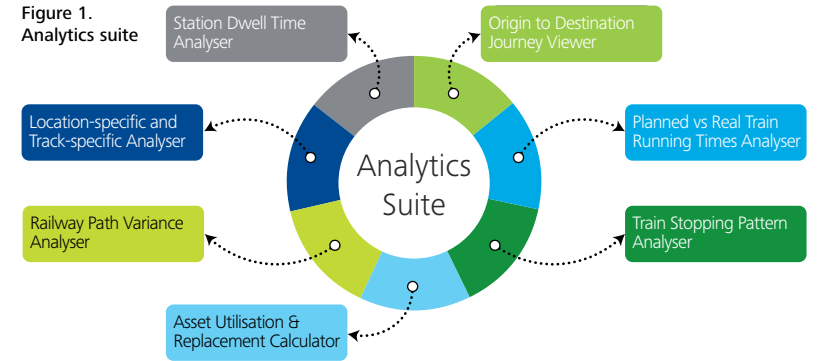 Figure 1.
Analytics suite
Station Dwell Time
Analyser
Origin to Destination
Journey Viewer
Location-specific and
Track-specific Analyser
Planned vs Real Train
Running Times Analyser
Analytics
Suite
Railway Path Variance
Analyser
Train Stopping Pattern
Analyser
Asset Utilisation &
Replacement Calculator